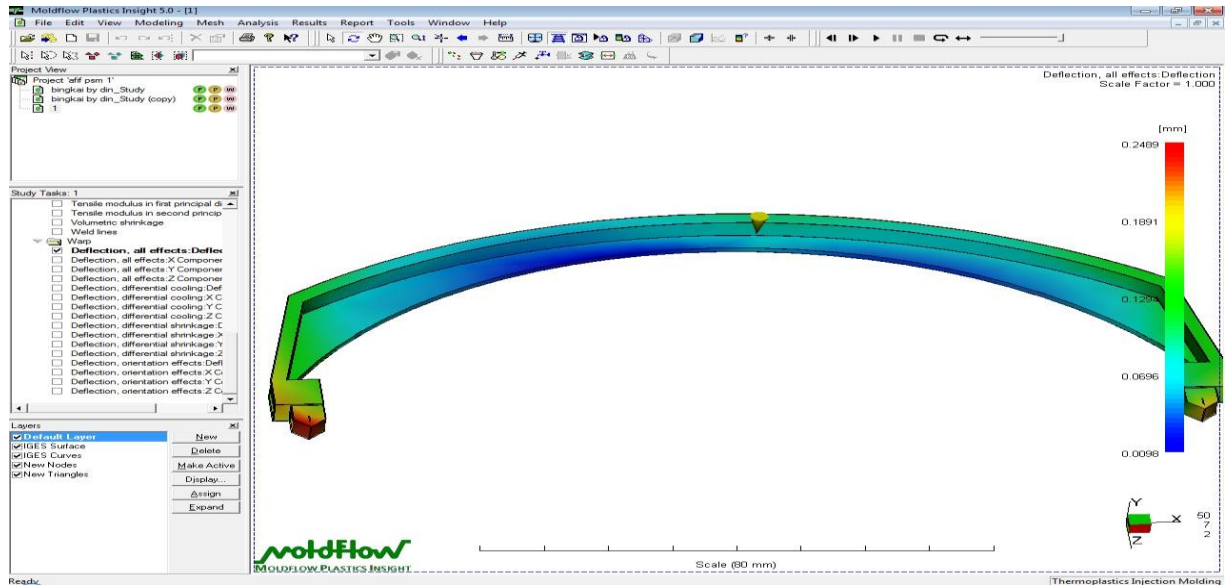 Moldflow Plastics Insight 5.0 - [1]
File Edit View Modeling Mesh Analysis Results Report Tools Window Help
Project View
Project 'afif psm 1'
bingkai by din_Study
bingkai by din_Study (copy)
1
Study Tasks: 1
Tensile modulus in first principal di
Tensile modulus in second princip
Volumetric shrinkage
Weld lines
Warp
Deflection, all effects:Deflec
Deflection, all effects:X Componer
Deflection, all effects:Y Componer
Deflection, all effects:Z Componer
Deflection, differential cooling:Def
Deflection, differential cooling:X C
Deflection, differential cooling:Y C
Deflection, differential cooling:Z C
Deflection, differential shrinkage:D
Deflection, differential shrinkage:X
Deflection, differential shrinkage:Y
Deflection, differential shrinkage:Z
Deflection, orientation effects:Defl
Deflection, orientation effects:X C
Deflection, orientation effects:Y C
Deflection, orientation effects:Z C
Layers
Default Layer
IGES Surface
IGES Curves
New Nodes
New Triangles
New
Delete
Make Active
Display...
Assign
Expand
Deflection, all effects:Deflection
Scale Factor = 1.000
[mm]
0.2489
0.1891
0.1294
0.0696
0.0098
Y
X
Z
50
7
2
moldflow
MOLDFLOW PLASTICS INSIGHT
Scale (80 mm)
Ready
Thermoplastics Injection Molding